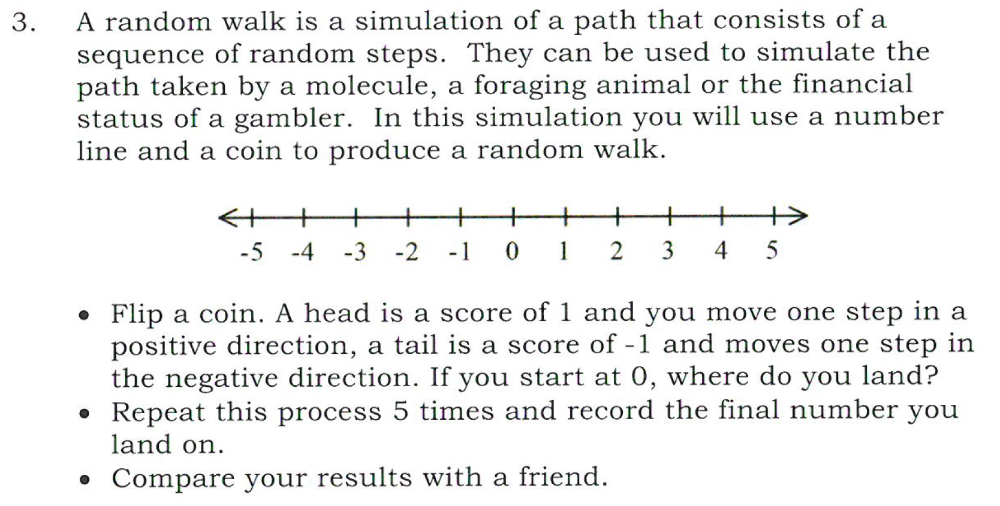 3. A random walk is a simulation of a path that consists of a
sequence of random steps. They can be used to simulate the
path taken by a molecule, a foraging animal or the financial
status of a gambler. In this simulation you will use a number
line and a coin to produce a random walk.
-5 -4 -3 -2 -1 0 1 2 3 4 5
• Flip a coin. A head is a score of 1 and you move one step in a
positive direction, a tail is a score of -1 and moves one step in
the negative direction. If you start at 0, where do you land?
• Repeat this process 5 times and record the final number you
land on.
• Compare your results with a friend.